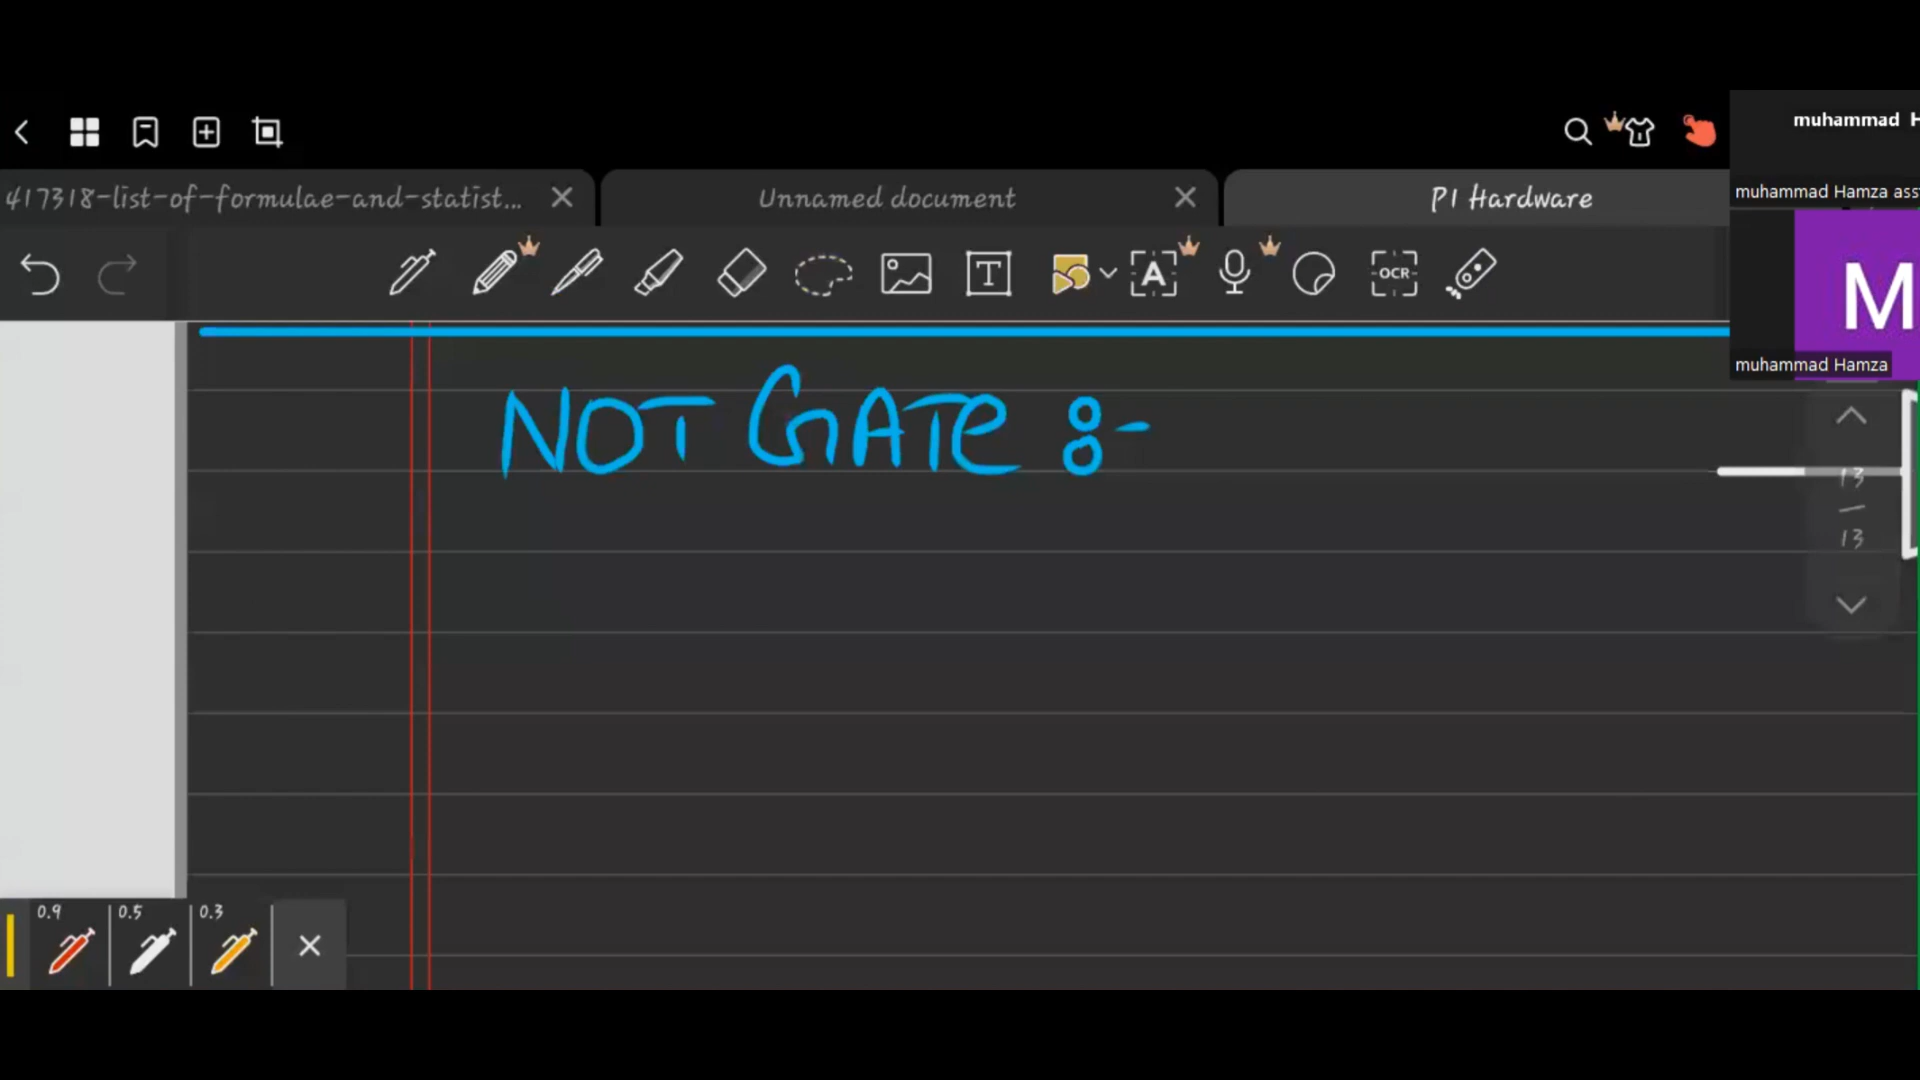 muhammad H
417318-list-of-formulae-and-statist...
Unnamed document
P1 Hardware
muhammad Hamza ass
T
A
OCR
M
muhammad Hamza
NOT GATE :-
13
13
0.9
0.5
0.3